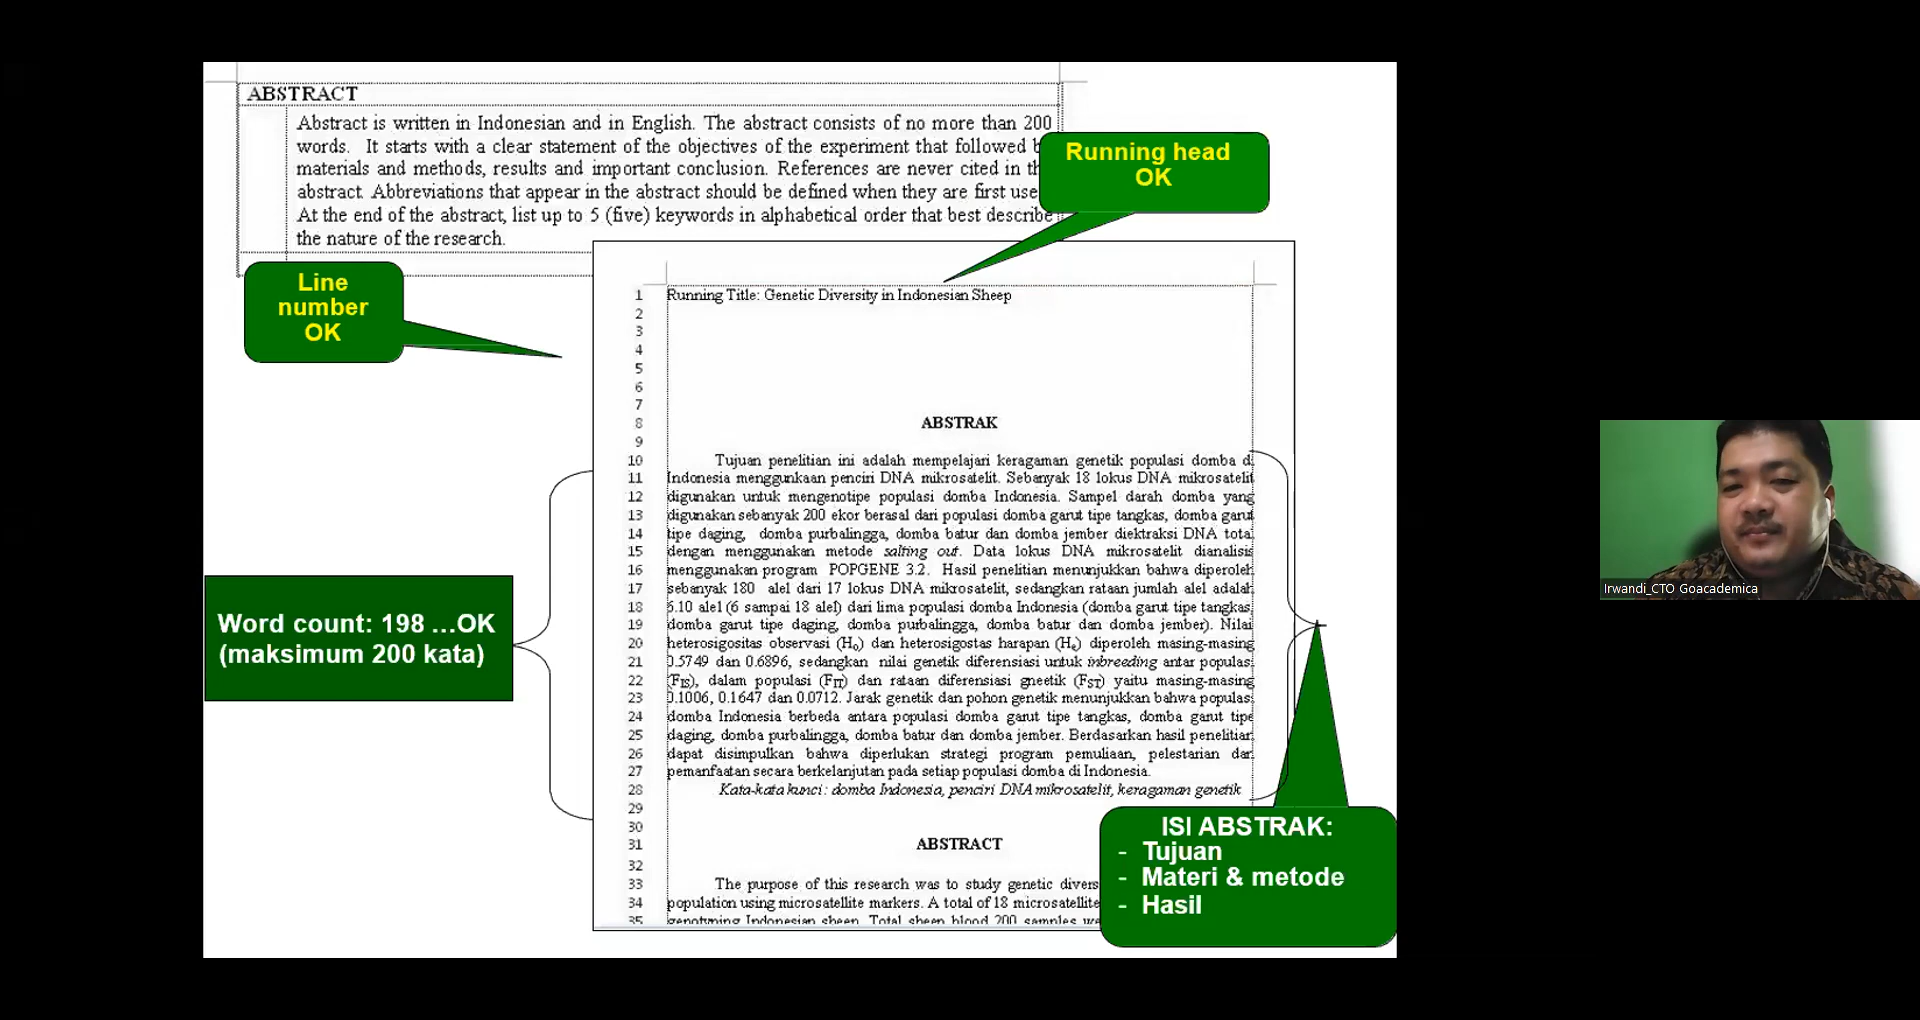 ABSTRACT
Abstract is written in Indonesian and in English. The abstract consists of no more than 200
words. It starts with a clear statement of the objectives of the experiment that followed
materials and methods, results and important conclusion. References are never cited in
abstract. Abbreviations that appear in the abstract should be defined when they are first
At the end of the abstract, list up to 5 (five) keywords in alphabetical order that best describe
the nature of the research.
Running head
OK
Line
number
OK
1 Running Title: Genetic Diversity in Indonesian Sheep
2
3
4
5
6
7
8 ABSTRAK
9
10 Tujuan penelitian ini adalah mempelajari keragaman genetik populasi domba
11 Indonesia menggunkaan penciri DNA mikrosatelit. Sebanyak 18 lokus DNA mikrosatelit
12 digunakan untuk mengenotipe populasi domba Indonesia. Sampel darah domba yang
13 digunakan sebanyak 200 ekor berasal dari populasi domba garut tipe tangkas, domba garut
14 tipe daging, domba purbalingga, domba batur dan domba jember diektraksi DNA
15 dengan menggunakan metode salting out. Data lokus DNA mikrosatelit dianalisis
16 menggunakan program POPGENE 3.2. Hasil penelitian menunjukkan bahwa diperoleh
17 sebanyak 180 alel dari 17 lokus DNA mikrosatelit, sedangkan rataan jumlah alel adalah
18 alel (6 sampai 18 alel) dari lima populasi domba Indonesia (domba garut tipe tangkas,
19 domba garut tipe daging, domba purbalingga, domba batur dan domba jember). Nilai
20 heterosigositas observasi (Ho) dan heterosigostas harapan (He) diperoleh masing-masing
21 0.5749 dan 0.6896, sedangkan nilai genetik diferensiasi untuk inbreeding antar
22 (FIS), dalam populasi (FIT) dan rataan diferensiasi gneetik (FST) yaitu masing-masing
23 0.1006, 0.1647 dan 0.0712. Jarak genetik dan pohon genetik menunjukkan bahwa
24 domba Indonesia berbeda antara populasi domba garut tipe tangkas, domba garut tipe
25 daging, domba purbalingga, domba batur dan domba jember. Berdasarkan hasil penelitian
26 dapat disimpulkan bahwa diperlukan strategi program pemuliaan, pelestarian dan
27 pemanfaatan secara berkelanjutan pada setiap populasi domba di Indonesia.
28 Kata-kata kunci : domba Indonesia, penciri DNA mikrosatelit, keragaman genetik
29
30
31 ABSTRACT
32
33 The purpose of this research was to study genetic
34 population using microsatellite markers. A total of 18 microsatellite
35 genotyping Indonesian sheep. Total sheep blood 200 samples
Word count: 198 ...OK
(maksimum 200 kata)
ISI ABSTRAK:
- Tujuan
- Materi & metode
- Hasil
Irwandi_CTO Goacademica